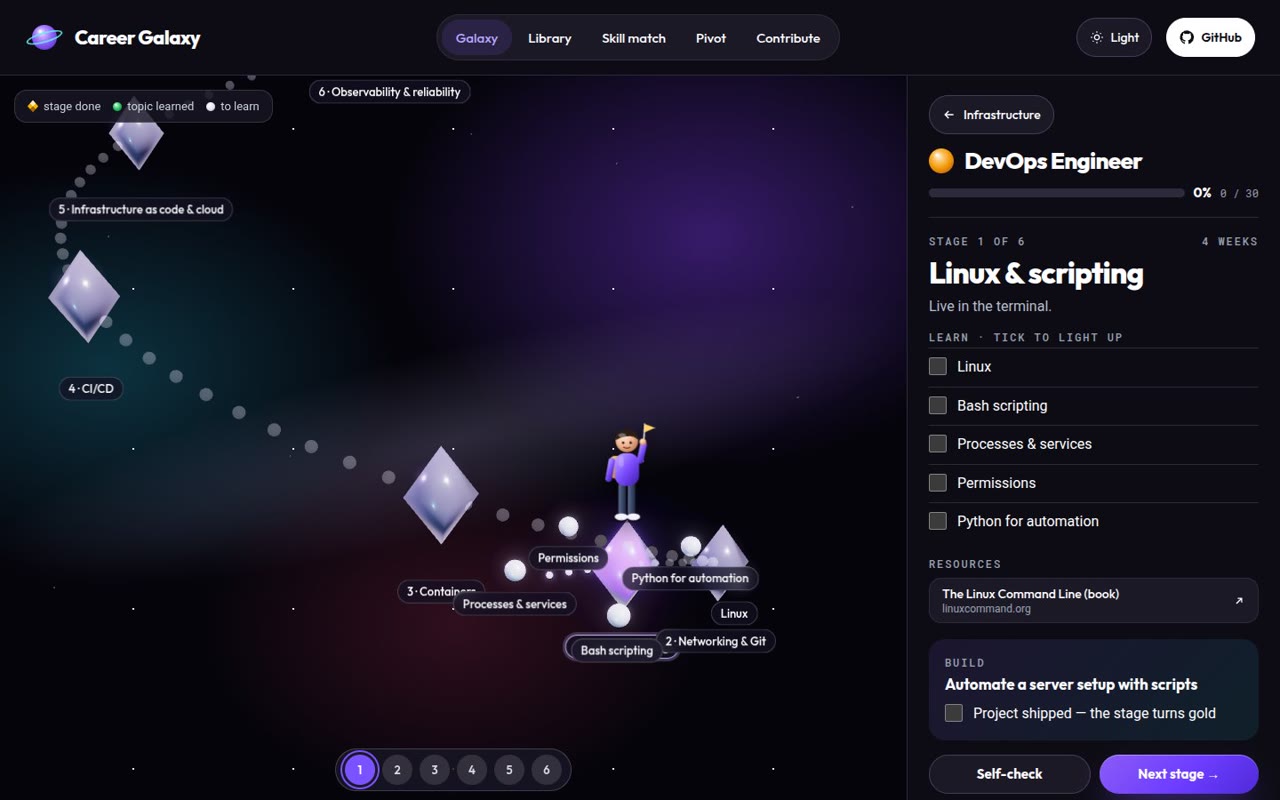 Career Galaxy
Galaxy
Library
Skill match
Pivot
Contribute
Light
GitHub
stage done
topic learned
to learn
6 · Observability & reliability
5 · Infrastructure as code & cloud
4 · CI/CD
3 · Containers
Permissions
Processes & services
Python for automation
Linux
2 · Networking & Git
Bash scripting
1
2
3
4
5
6
← Infrastructure
DevOps Engineer
0% 0 / 30
STAGE 1 OF 6
4 WEEKS
Linux & scripting
Live in the terminal.
LEARN · TICK TO LIGHT UP
Linux
Bash scripting
Processes & services
Permissions
Python for automation
RESOURCES
The Linux Command Line (book)
linuxcommand.org
BUILD
Automate a server setup with scripts
Project shipped — the stage turns gold
Self-check
Next stage →